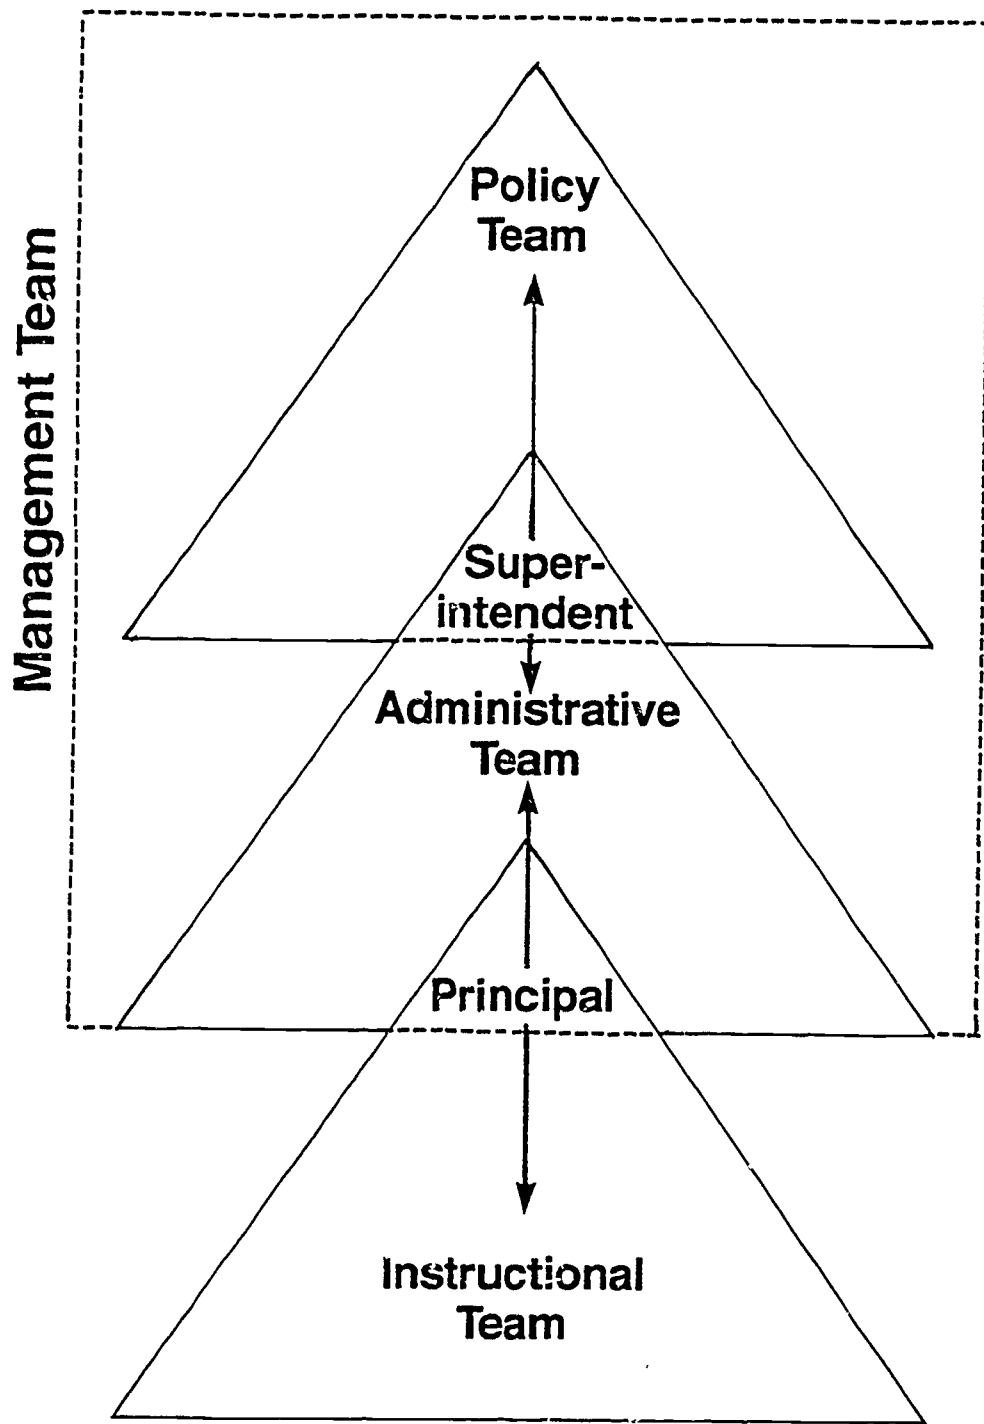 Management Team
Policy
Team
Super-
intendent
Administrative
Team
Principal
Instructional
Team